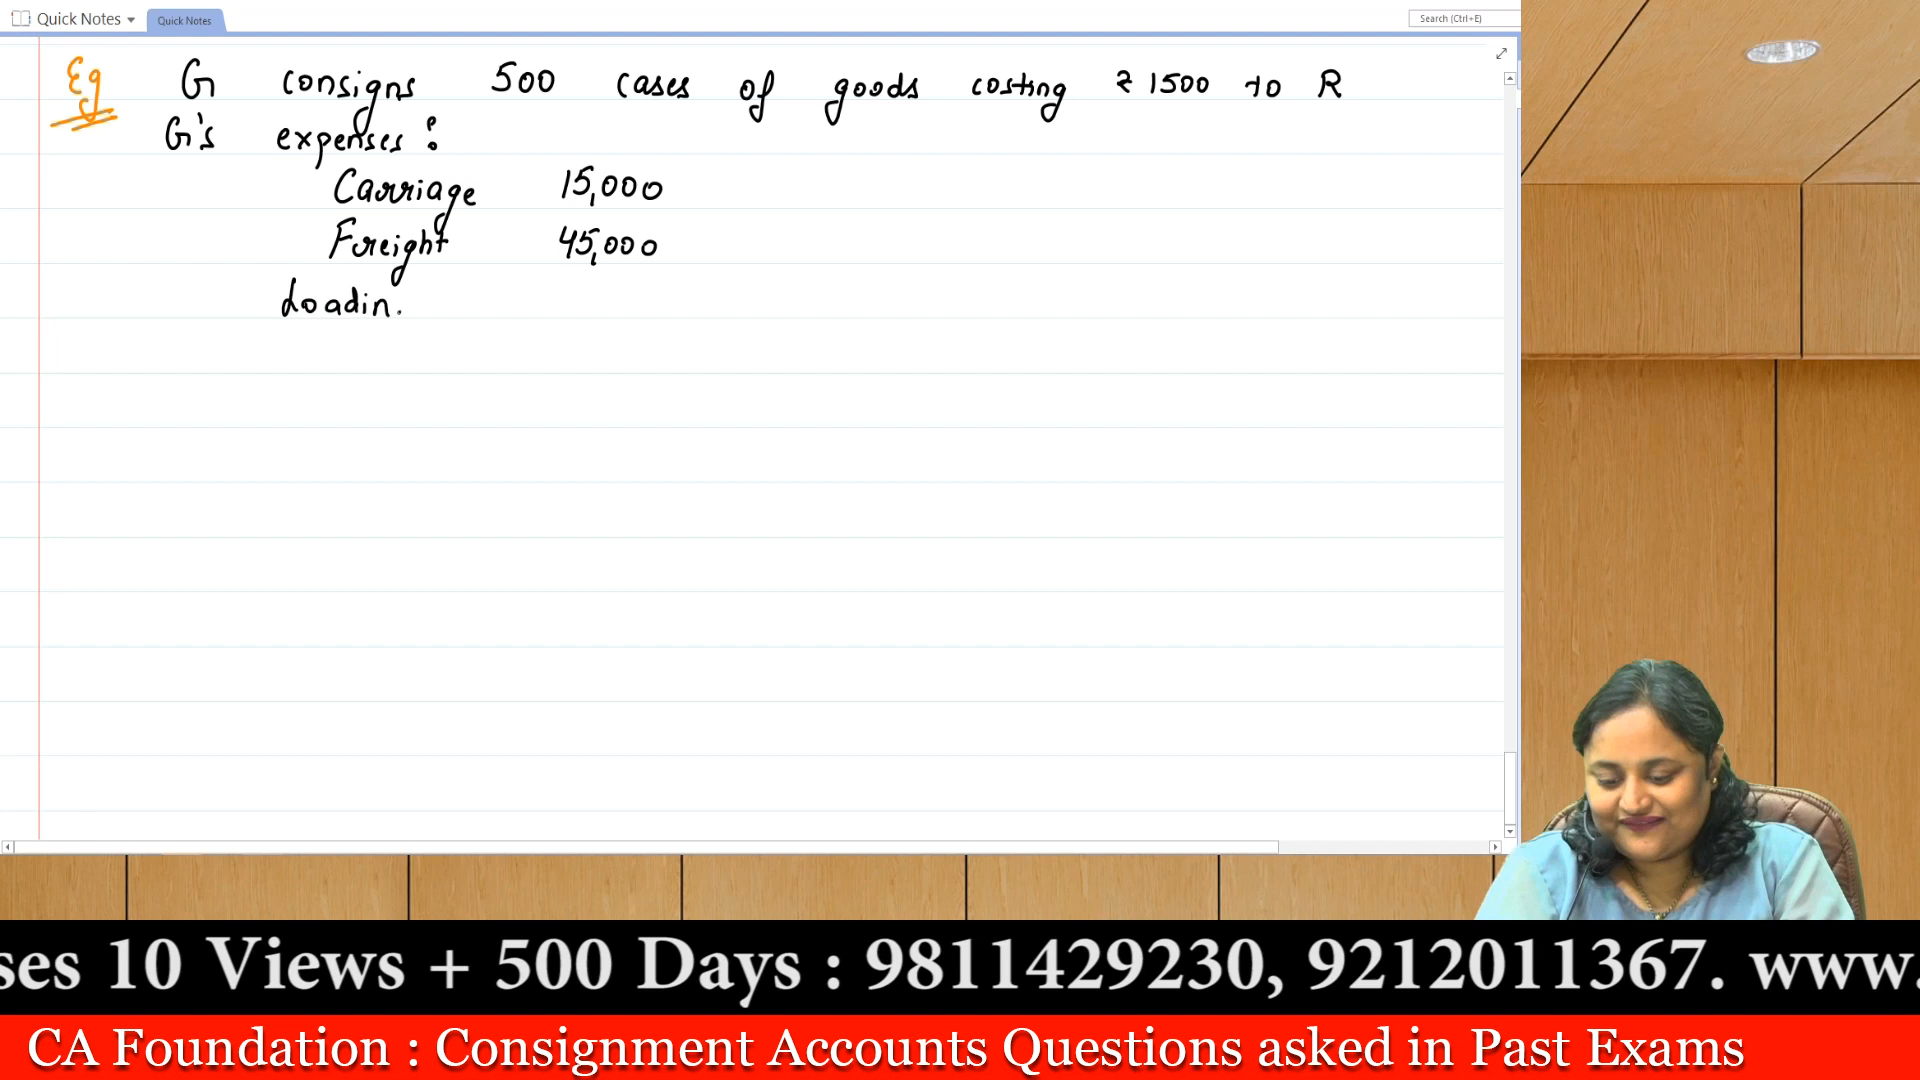 Quick Notes
Quick Notes
Search (Ctrl+E)
Eg G consigns 500 cases of goods costing ₹ 1500 to R
G's expenses :
Carriage 15,000
Freight 45,000
Loadin.
ses 10 Views + 500 Days : 9811429230, 9212011367. www.
CA Foundation : Consignment Accounts Questions asked in Past Exams